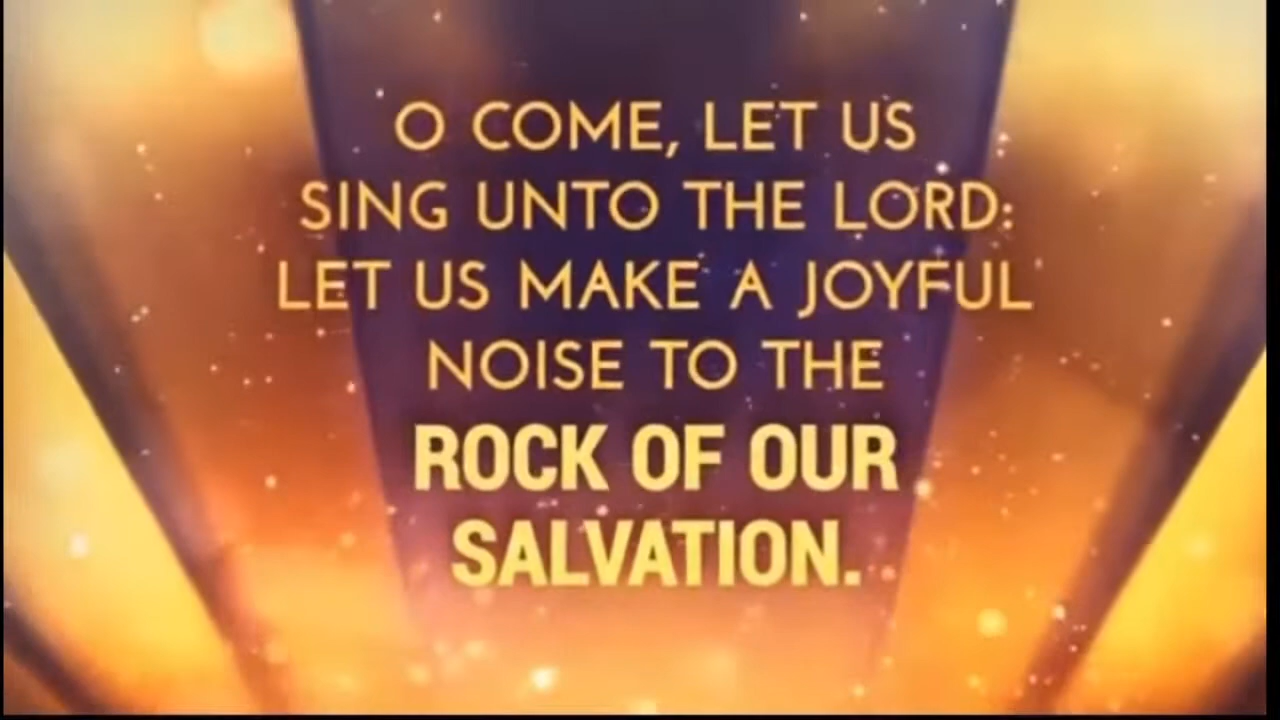 O COME, LET US
SING UNTO THE LORD:
LET US MAKE A JOYFUL
NOISE TO THE
ROCK OF OUR
SALVATION.